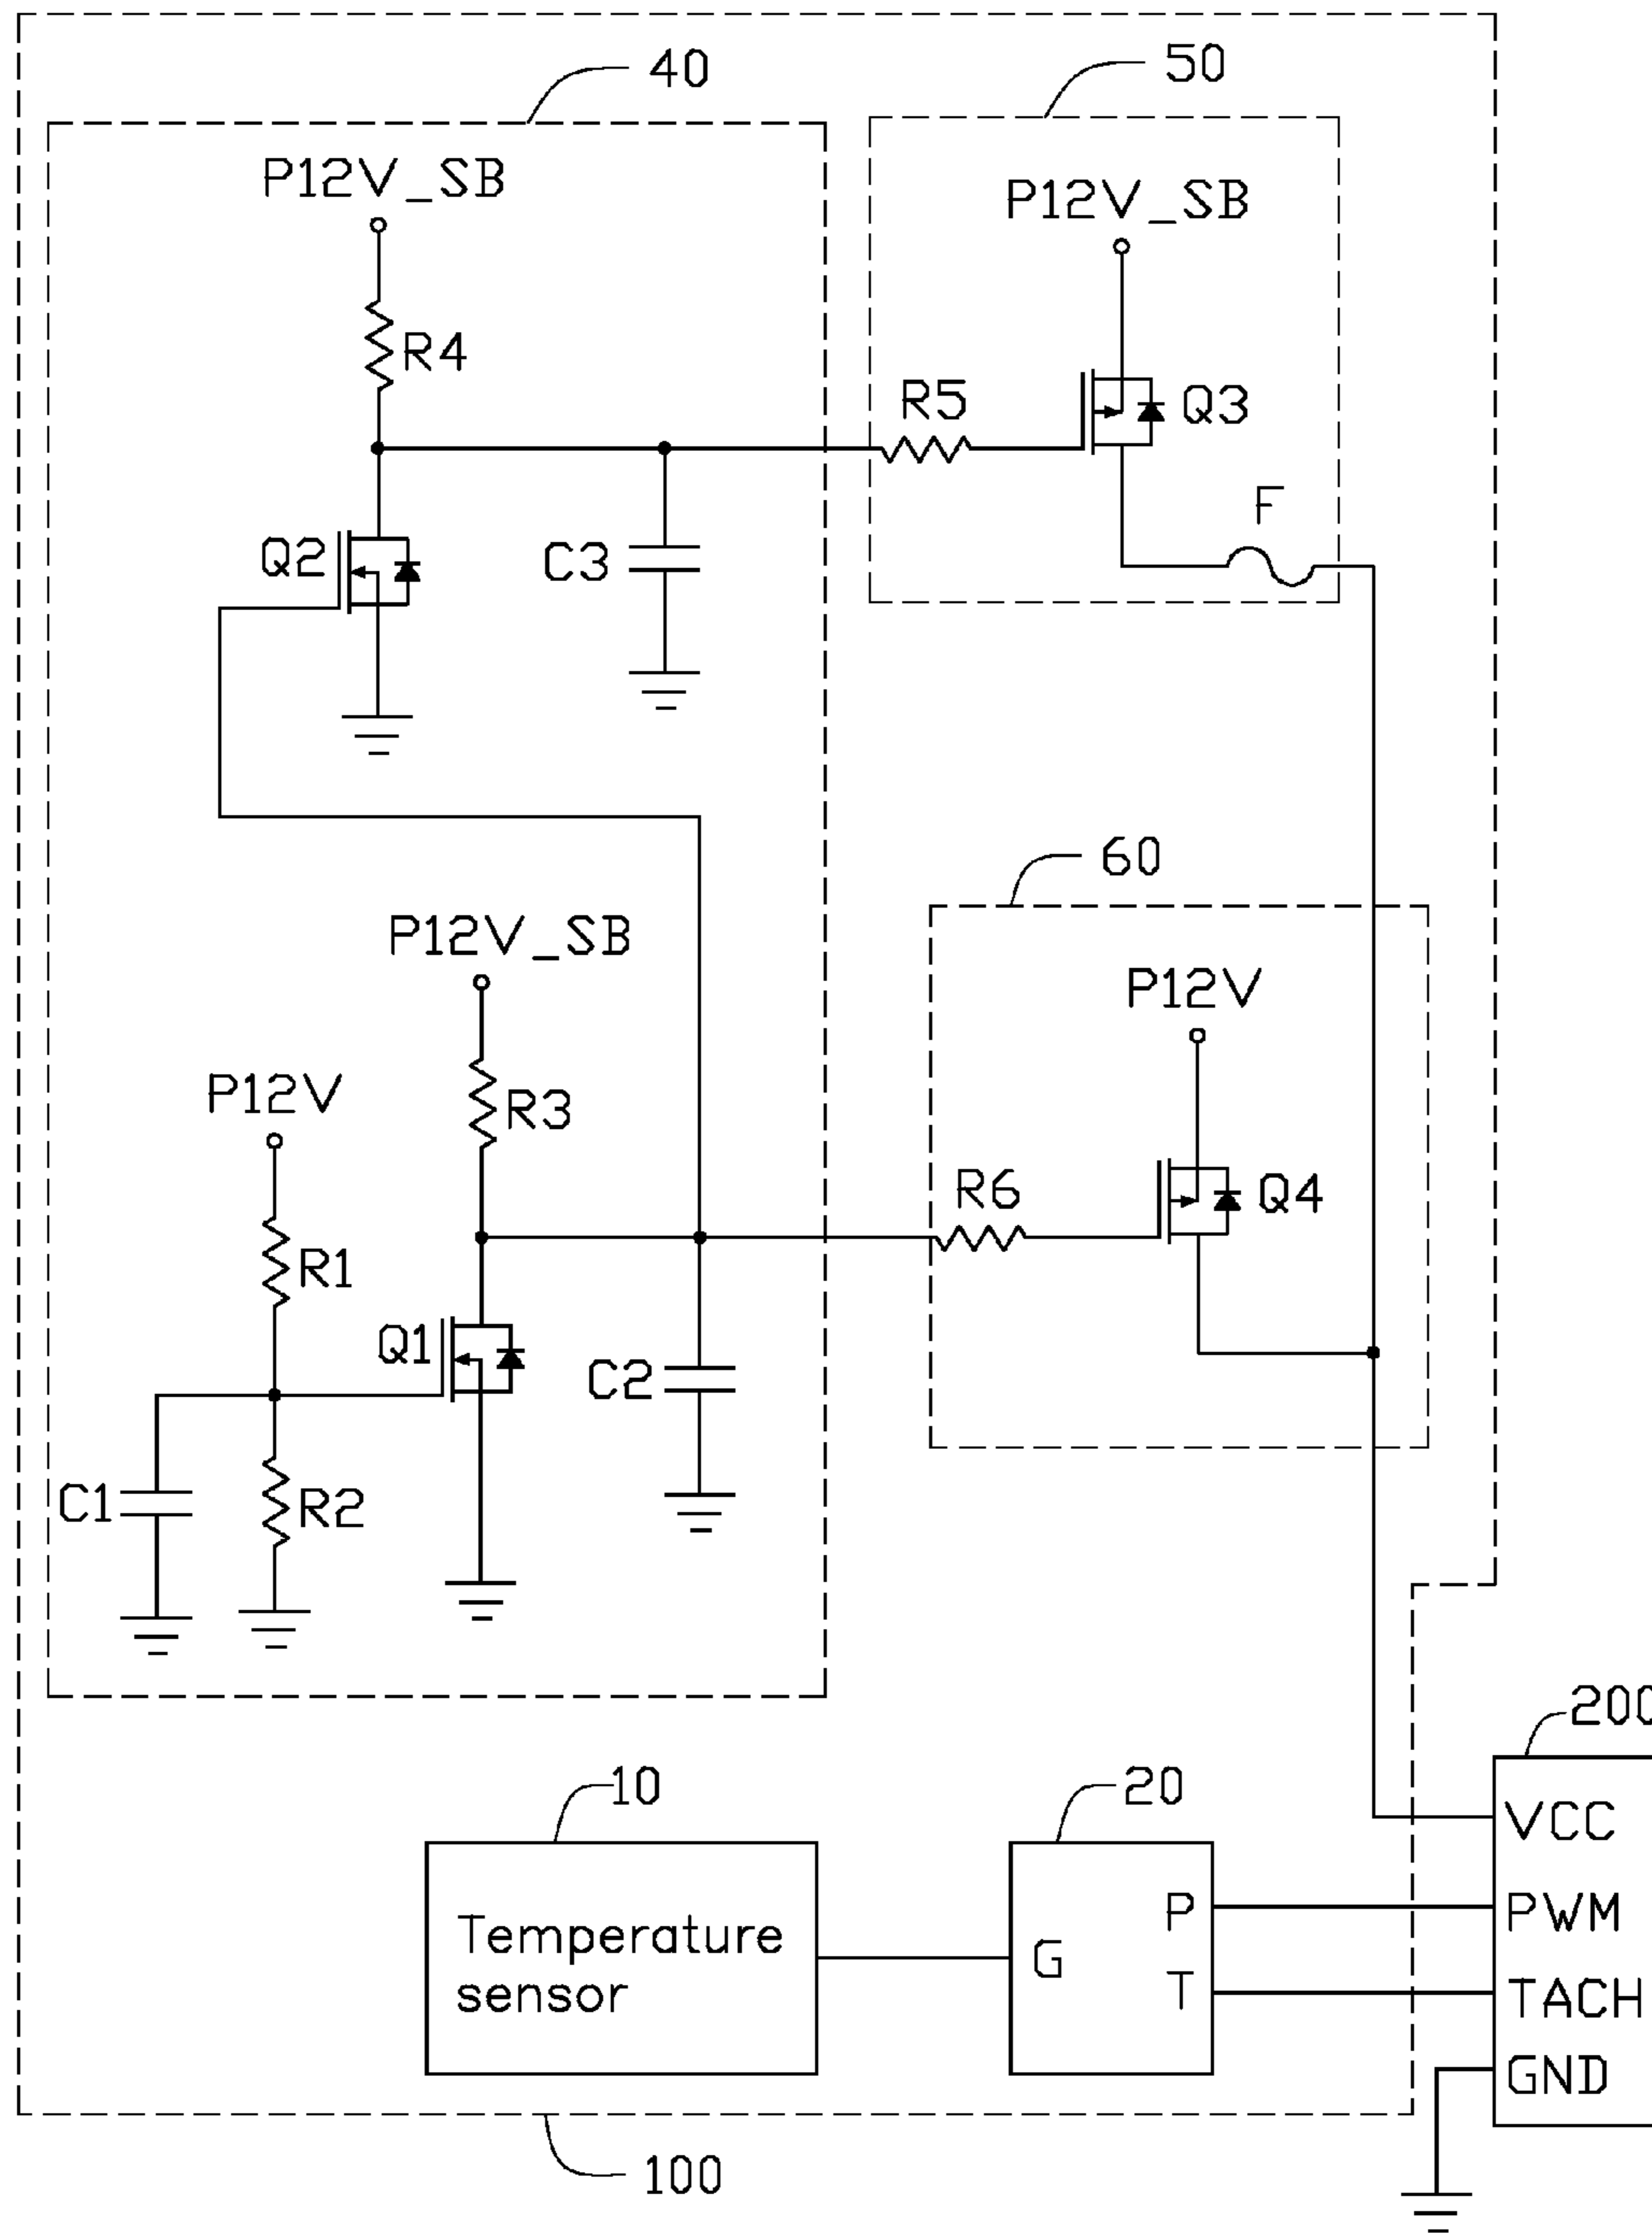 40
50
P12V_SB
P12V_SB
R4
R5
Q3
F
Q2
C3
60
P12V_SB
P12V
P12V
R3
R6
Q4
R1
Q1
C2
C1
R2
200
10
20
VCC
P
PWM
Temperature
G
sensor
T
TACH
GND
100